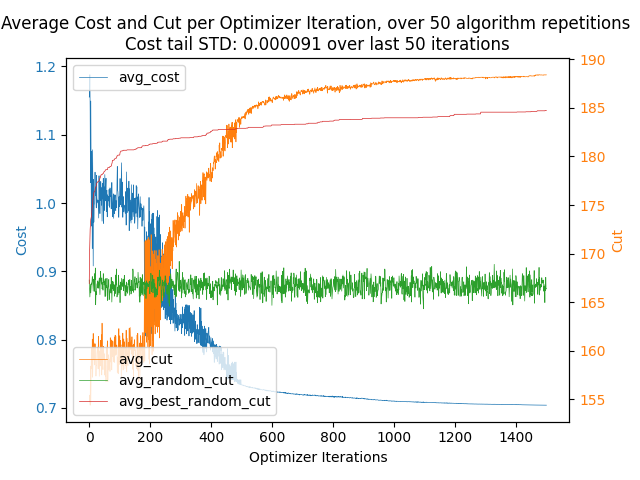 Average Cost and Cut per Optimizer Iteration, over 50 algorithm repetitions
Cost tail STD: 0.000091 over last 50 iterations
avg_cost
1.2
1.1
1.0
0.9
0.8
0.7
Cost
190
185
180
175
170
165
160
155
Cut
avg_cut
avg_random_cut
avg_best_random_cut
0 200 400 600 800 1000 1200 1400
Optimizer Iterations